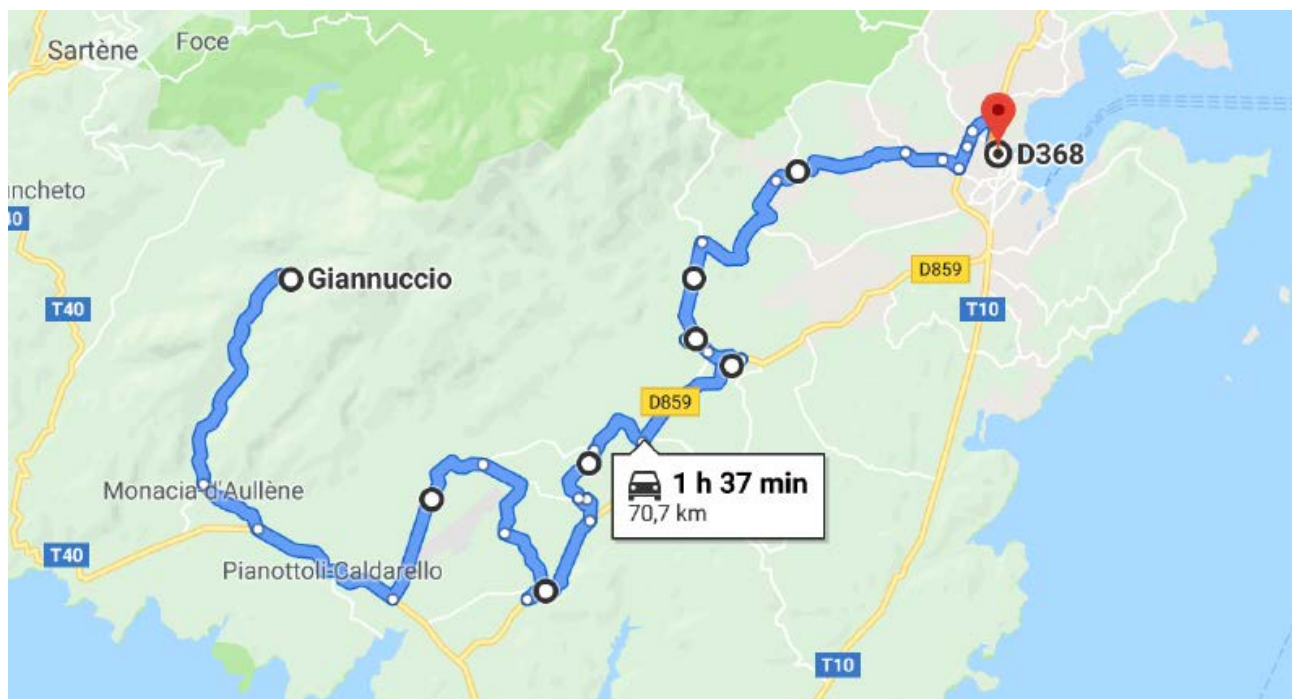 Foce
Sartène
D368
ncheto
40
D859
Giannuccio
T40
T10
D859
1 h 37 min
70,7 km
Monacia-d'Aullène
T40
Pianottoli-Caldarello
T10